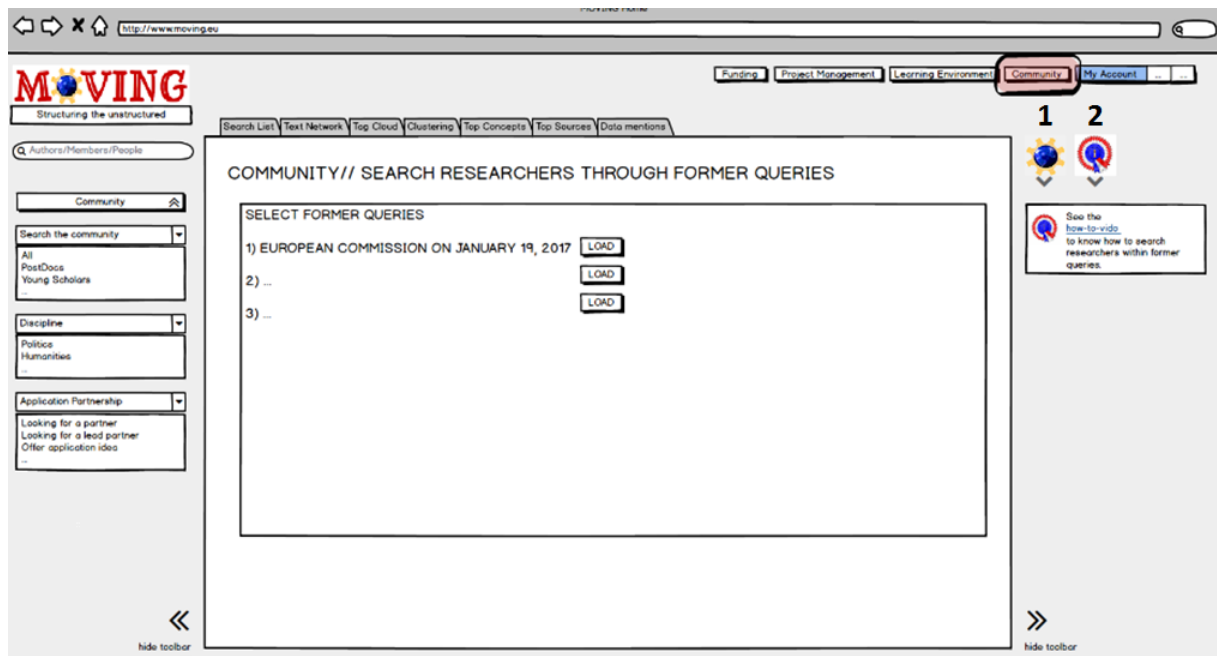 MOVING Home
http://www.moving.eu
MOVING
Structuring the unstructured
Funding
Project Management
Learning Environment
Community
My Account
..
..
1 2
Search List
Text Network
Tag Cloud
Clustering
Top Concepts
Top Sources
Data mentions
Authors/Members/People
Community
Search the community
All
PostDocs
Young Scholars
...
Discipline
Politics
Humanities
...
Application Partnership
Looking for a partner
Looking for a lead partner
Offer application idea
...
COMMUNITY// SEARCH RESEARCHERS THROUGH FORMER QUERIES
SELECT FORMER QUERIES
1) EUROPEAN COMMISSION ON JANUARY 19, 2017 LOAD
2) ... LOAD
3) ... LOAD
See the
how-to-vido
to know how to search
researchers within former
queries.
hide toolbar
hide toolbar